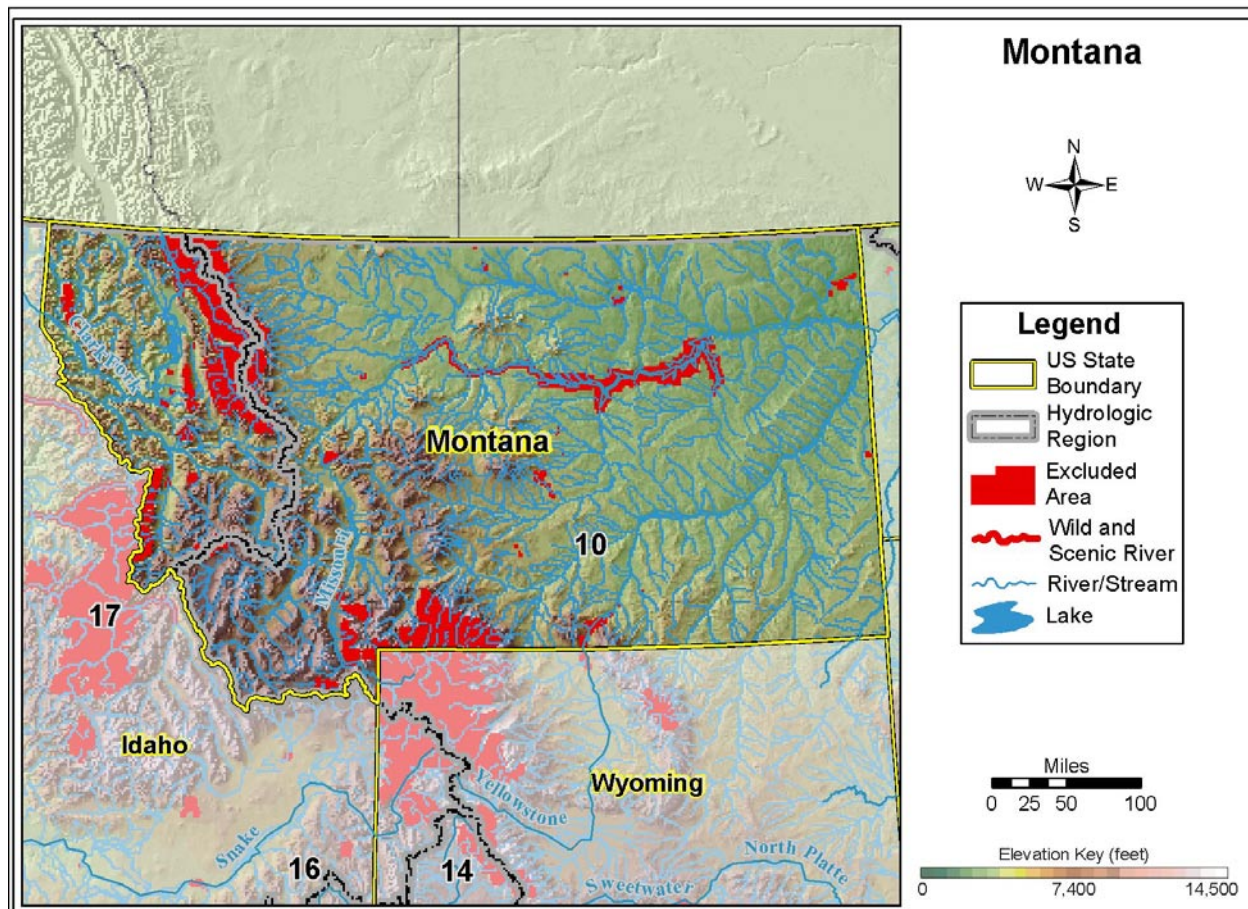 Montana
N
W E
S
Clark Fork
Montana
Missouri
10
17
Idaho
Wyoming
Yellowstone
Snake
16
14
North Platte
Sweetwater
Legend
US State
Boundary
Hydrologic
Region
Excluded
Area
Wild and
Scenic River
River/Stream
Lake
Miles
0 25 50 100
Elevation Key (feet)
0 7,400 14,500